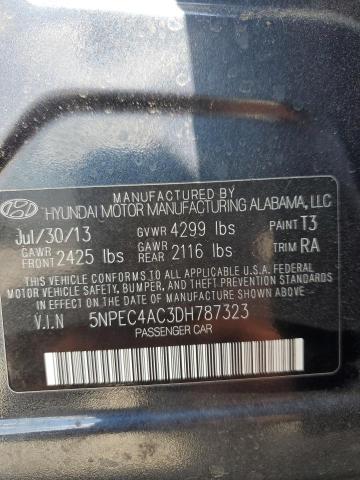 MANUFACTURED BY
HYUNDAI MOTOR MANUFACTURING ALABAMA, LLC
Jul/30/13 GVWR 4299 lbs PAINT T3
GAWR FRONT 2425 lbs GAWR REAR 2116 lbs TRIM RA
THIS VEHICLE CONFORMS TO ALL APPLICABLE U.S.A. FEDERAL
MOTOR VEHICLE SAFETY, BUMPER, AND THEFT PREVENTION
STANDARDS IN EFFECT ON THE DATE OF MANUFACTURE SHOWN ABOVE.
V.I.N 5NPEC4AC3DH787323
PASSENGER CAR